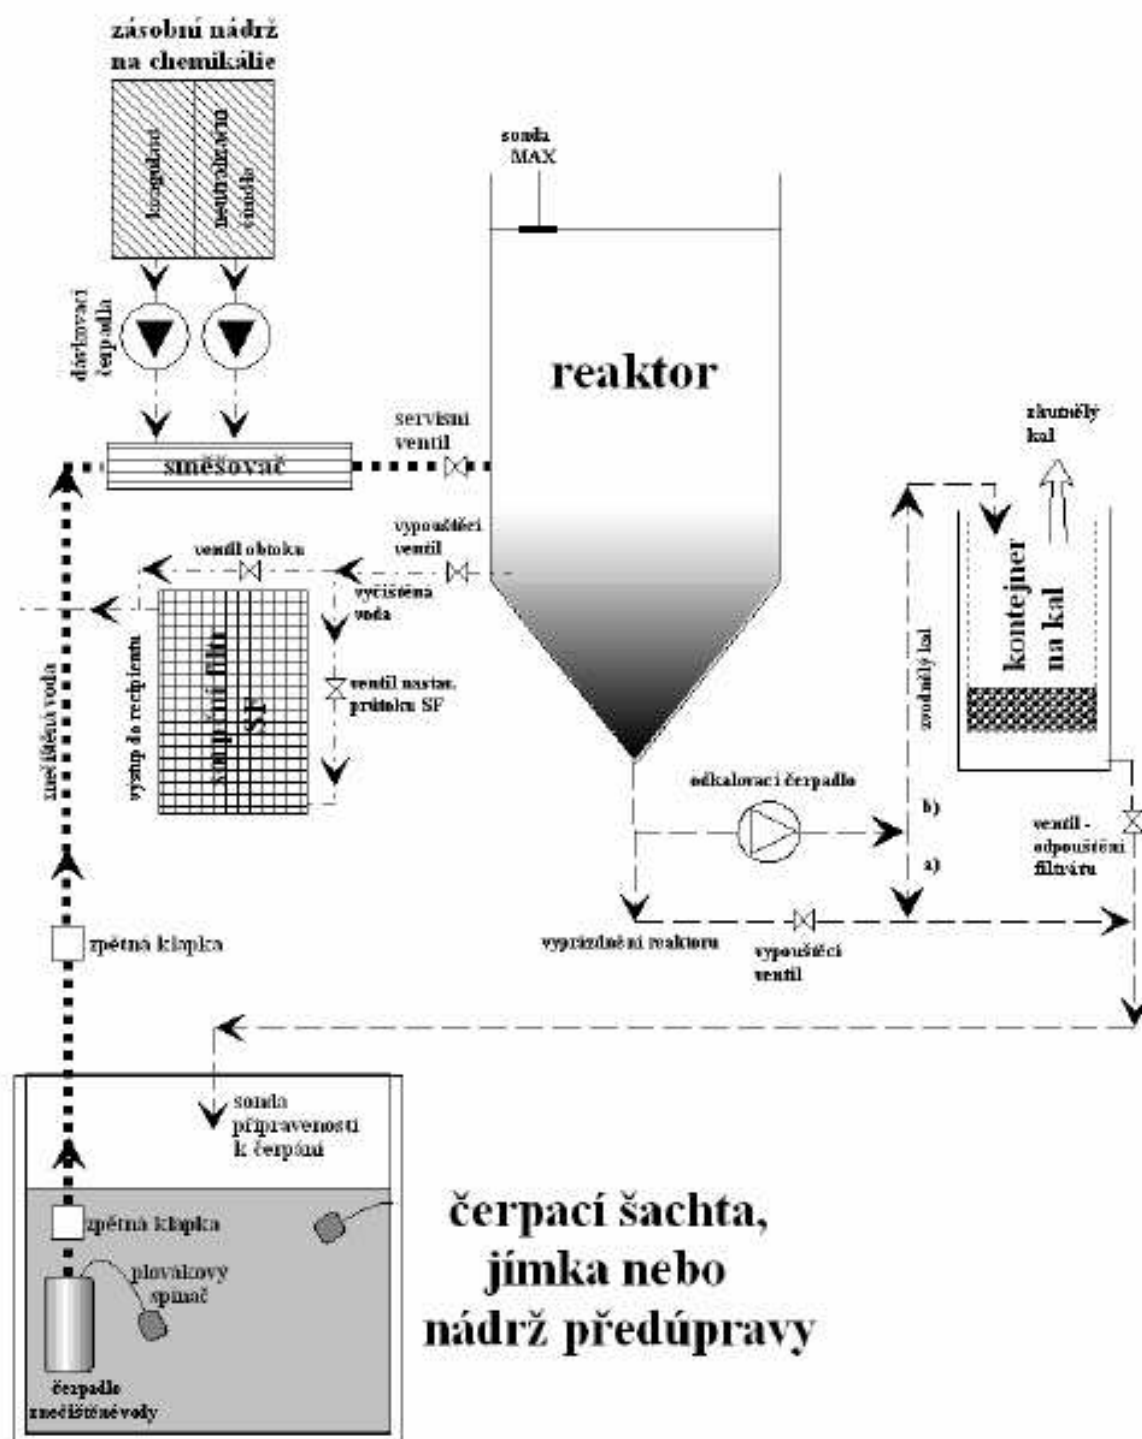 zásobní nádrž
na chemikálie
koagulant
neutralizační
činidlo
dávkovací
čerpadla
směšovač
sonda
MAX
reaktor
servisní
ventil
vypouštěcí
ventil
ventil obtoku
vyčištěná
voda
ventil nastav.
průtoku SF
sorpční filtr
SF
výstup do recipientu
znečištěná voda
zpětná klapka
zhutnělý
kal
kontejner
na kal
zvodnělý kal
odkalovací čerpadlo
b)
a)
ventil -
odpouštění
filtrátu
vyprázdnění reaktoru
vypouštěcí
ventil
sonda
připravenosti
k čerpání
zpětná klapka
plovákový
spínač
čerpadlo
znečištěné vody
čerpací šachta,
jímka nebo
nádrž předúpravy